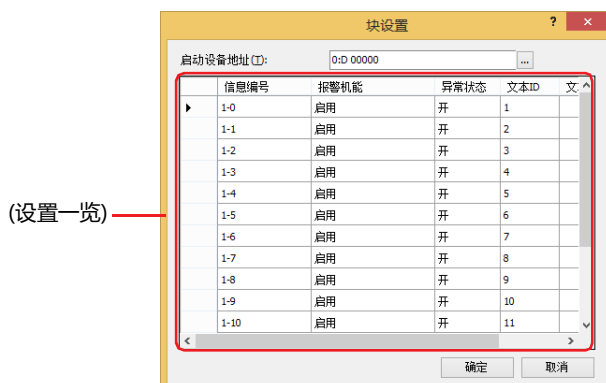 块设置
? ×
启动设备地址(T): 0:D 00000 ...
信息编号 报警机能 异常状态 文本ID 文
1-0 启用 开 1
1-1 启用 开 2
1-2 启用 开 3
1-3 启用 开 4
1-4 启用 开 5
(设置一览)
1-5 启用 开 6
1-6 启用 开 7
1-7 启用 开 8
1-8 启用 开 9
1-9 启用 开 10
1-10 启用 开 11
确定 取消